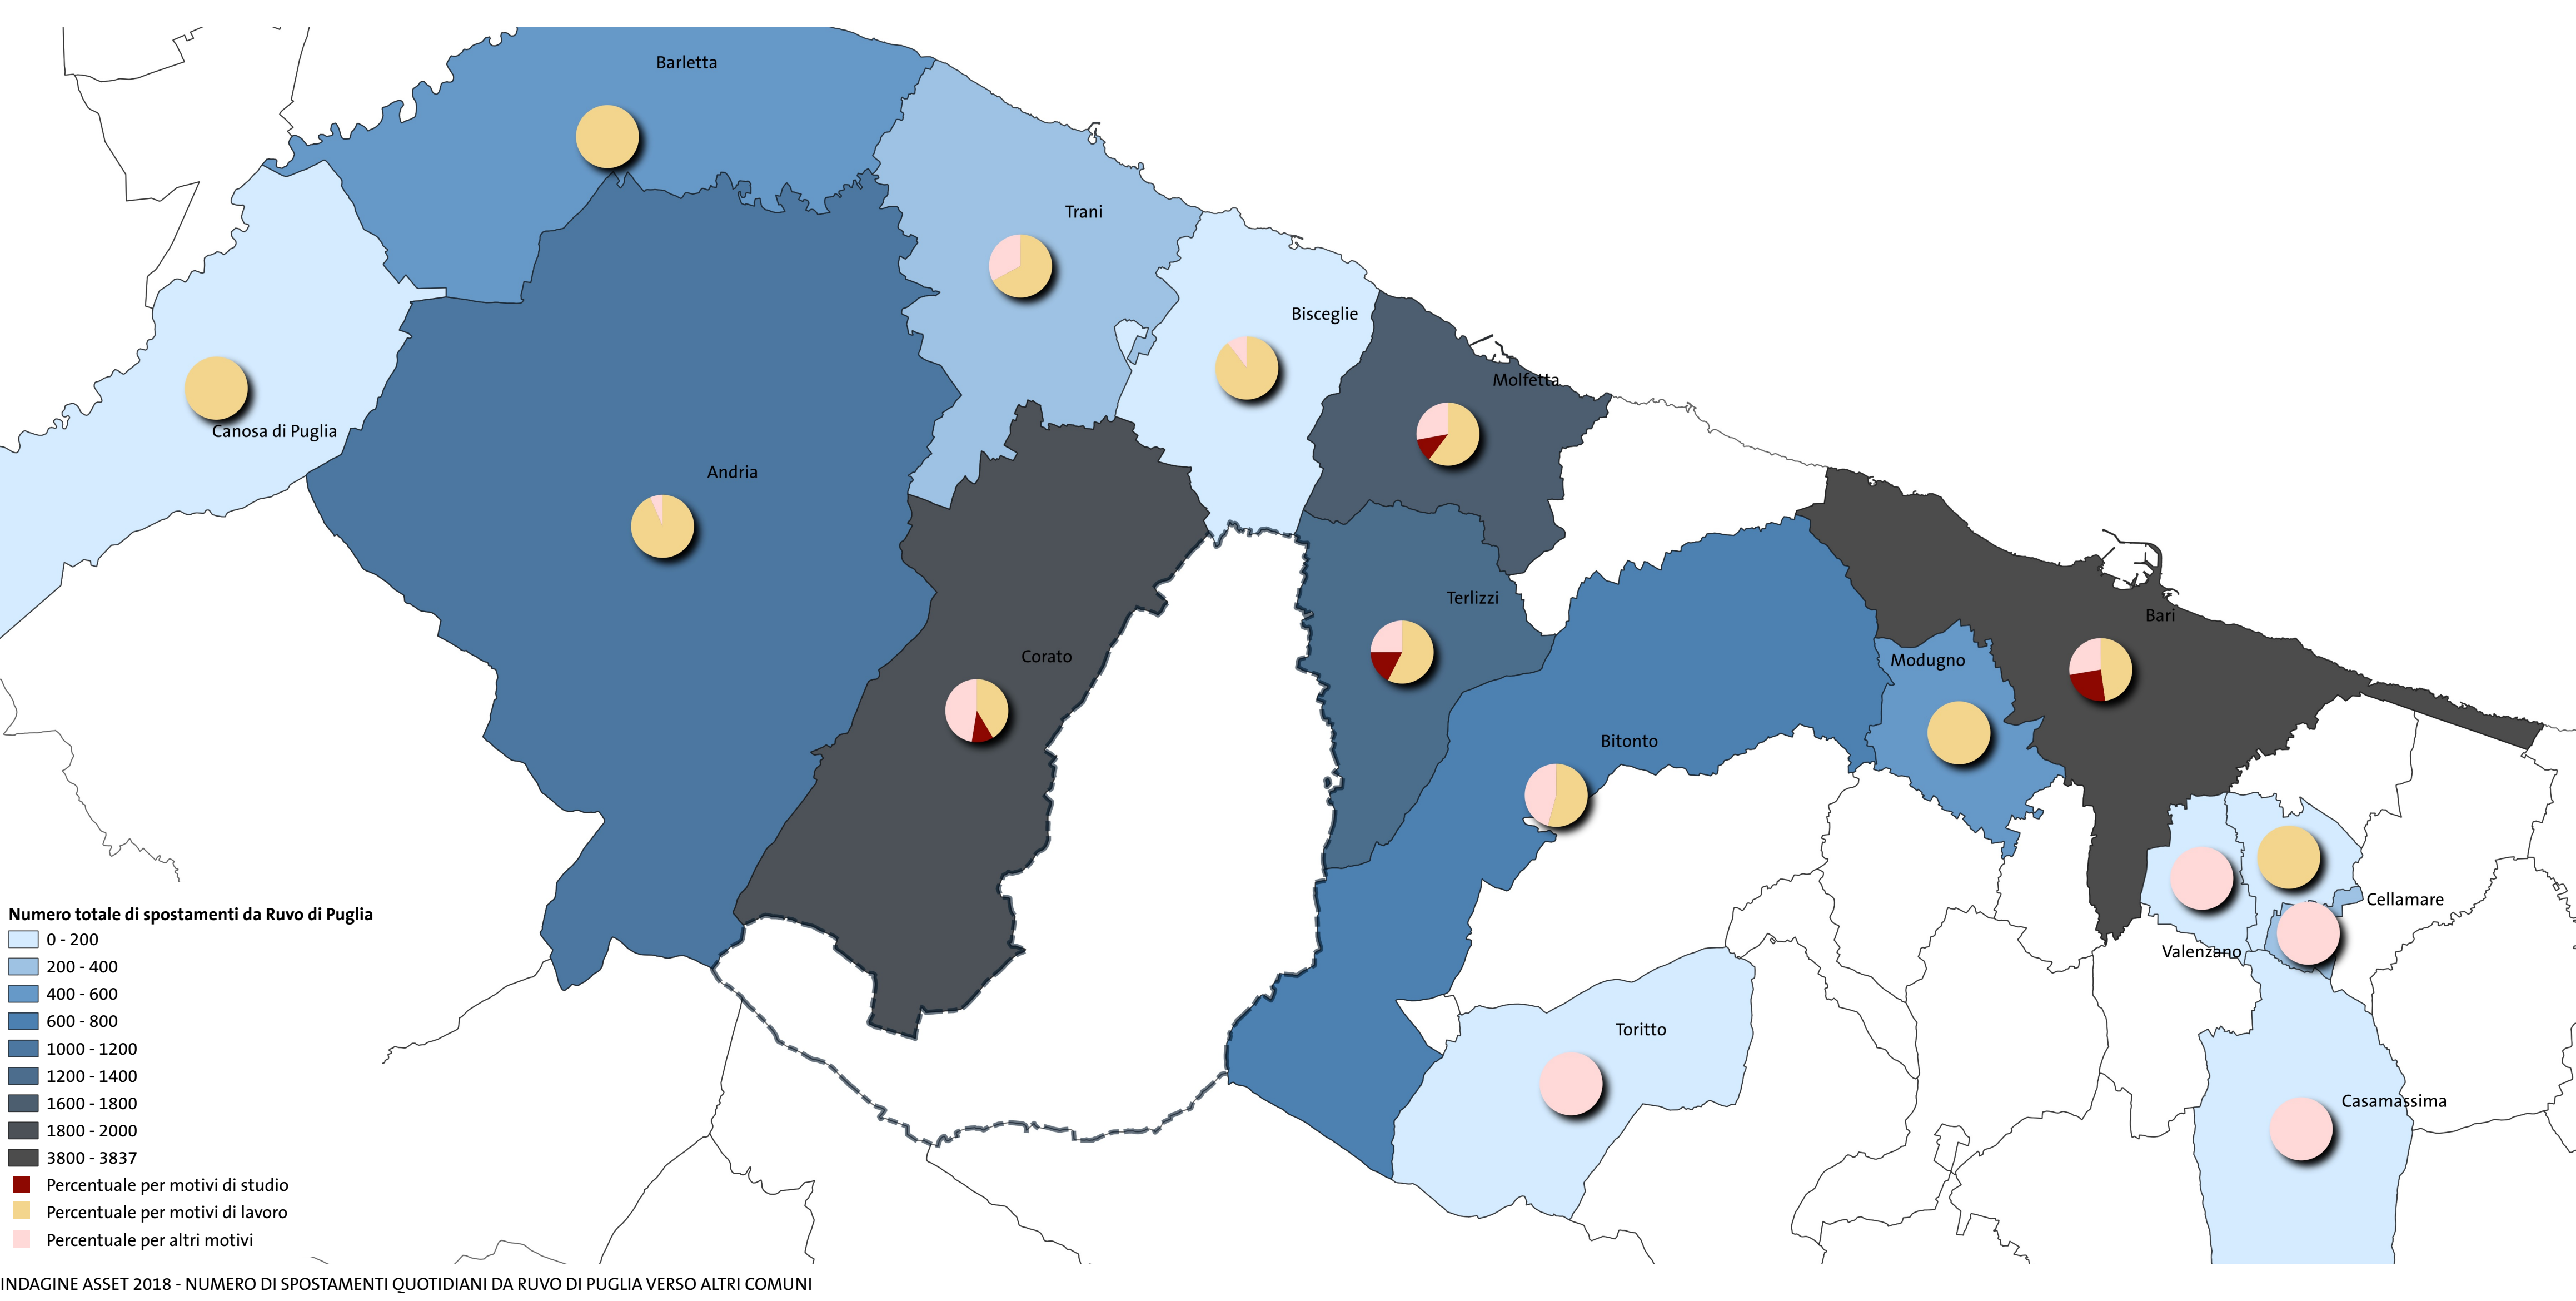 Barletta
Trani
Bisceglie
Molfetta
Canosa di Puglia
Andria
Terlizzi
Bari
Corato
Modugno
Bitonto
Cellamare
Valenzano
Toritto
Casamassima
Numero totale di spostamenti da Ruvo di Puglia
0 - 200
200 - 400
400 - 600
600 - 800
1000 - 1200
1200 - 1400
1600 - 1800
1800 - 2000
3800 - 3837
Percentuale per motivi di studio
Percentuale per motivi di lavoro
Percentuale per altri motivi
INDAGINE ASSET 2018 - NUMERO DI SPOSTAMENTI QUOTIDIANI DA RUVO DI PUGLIA VERSO ALTRI COMUNI